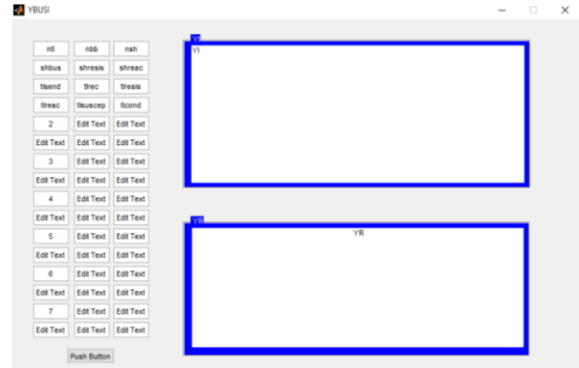 YBUSI
ntl nbb nsh
shbus shresis shreac
tlsend tlrec tlresis
tlreac tlsuscep tlcond
2 Edit Text Edit Text
Edit Text Edit Text Edit Text
3 Edit Text Edit Text
Edit Text Edit Text Edit Text
4 Edit Text Edit Text
Edit Text Edit Text Edit Text
5 Edit Text Edit Text
Edit Text Edit Text Edit Text
6 Edit Text Edit Text
Edit Text Edit Text Edit Text
7 Edit Text Edit Text
Edit Text Edit Text Edit Text
Push Button
YI
YI
YR
YR